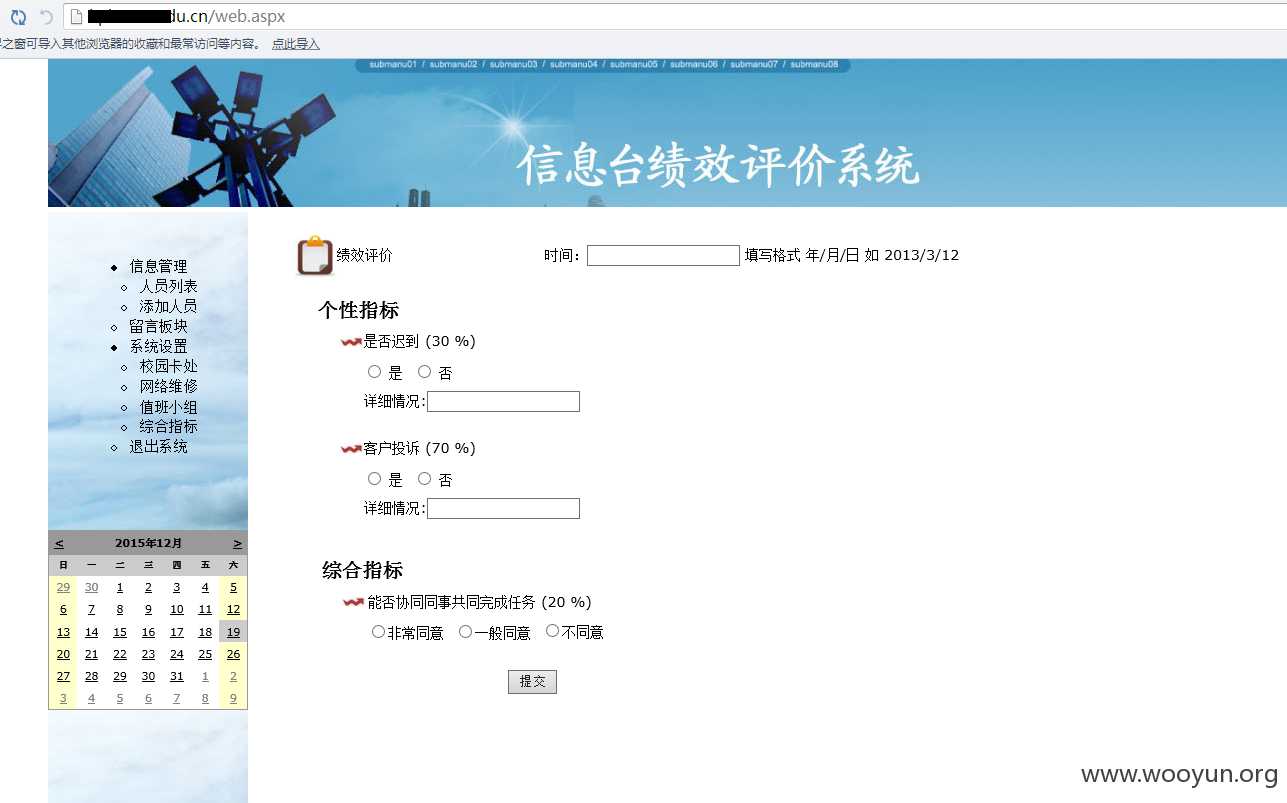 du.cn/web.aspx
之窗可导入其他浏览器的收藏和最常访问等内容。 点此导入
submanu01 / submanu02 / submanu03 / submanu04 / submanu05 / submanu06 / submanu07 / submanu08
信息台绩效评价系统
信息管理
人员列表
添加人员
留言板块
系统设置
校园卡处
网络维修
值班小组
综合指标
退出系统
< 2015年12月 >
日 一 二 三 四 五 六
29 30 1 2 3 4 5
6 7 8 9 10 11 12
13 14 15 16 17 18 19
20 21 22 23 24 25 26
27 28 29 30 31 1 2
3 4 5 6 7 8 9
绩效评价 时间: 填写格式 年/月/日 如 2013/3/12
个性指标
是否迟到 (30 %)
是 否
详细情况:
客户投诉 (70 %)
是 否
详细情况:
综合指标
能否协同同事共同完成任务 (20 %)
非常同意 一般同意 不同意
提交
www.wooyun.org